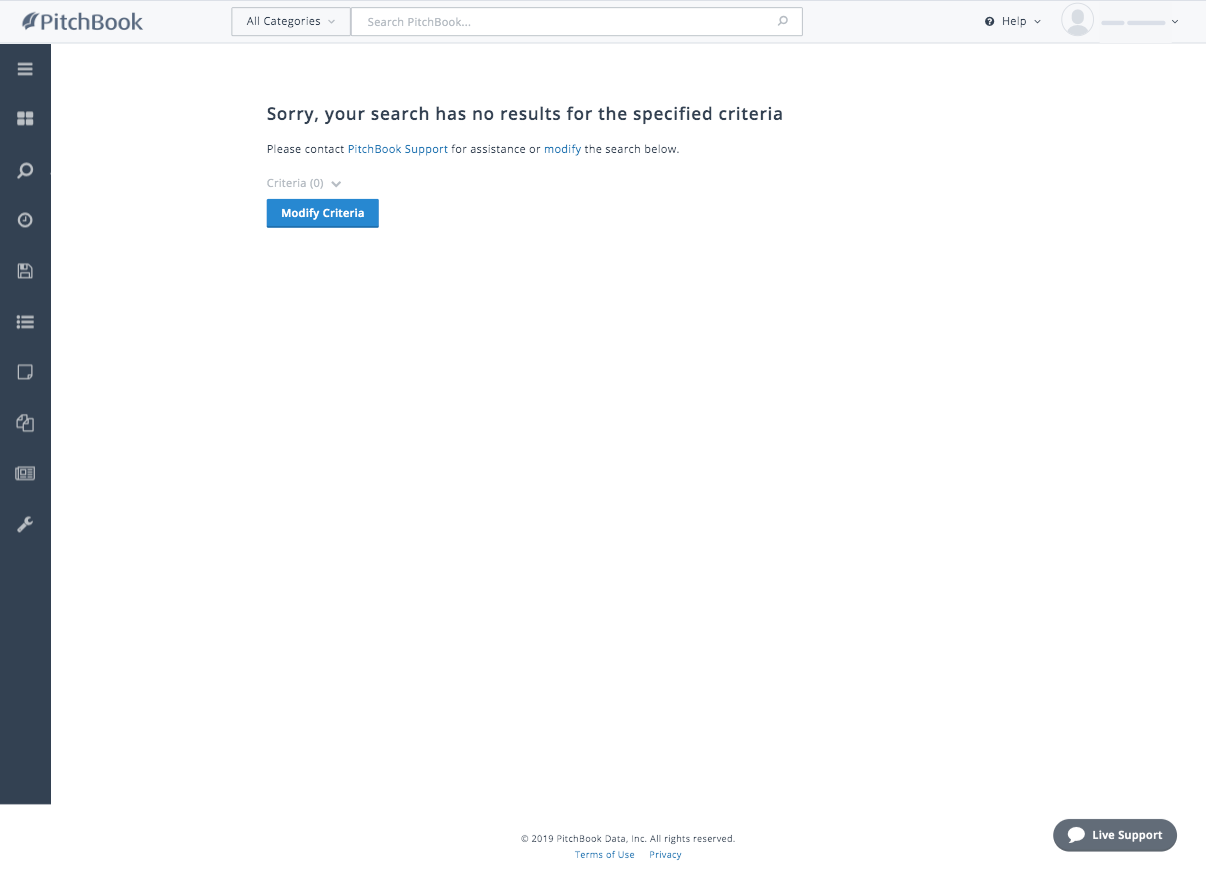 PitchBook
All Categories
Search PitchBook...
Help
Sorry, your search has no results for the specified criteria
Please contact PitchBook Support for assistance or modify the search below.
Criteria (0)
Modify Criteria
© 2019 PitchBook Data, Inc. All rights reserved.
Terms of Use Privacy
Live Support